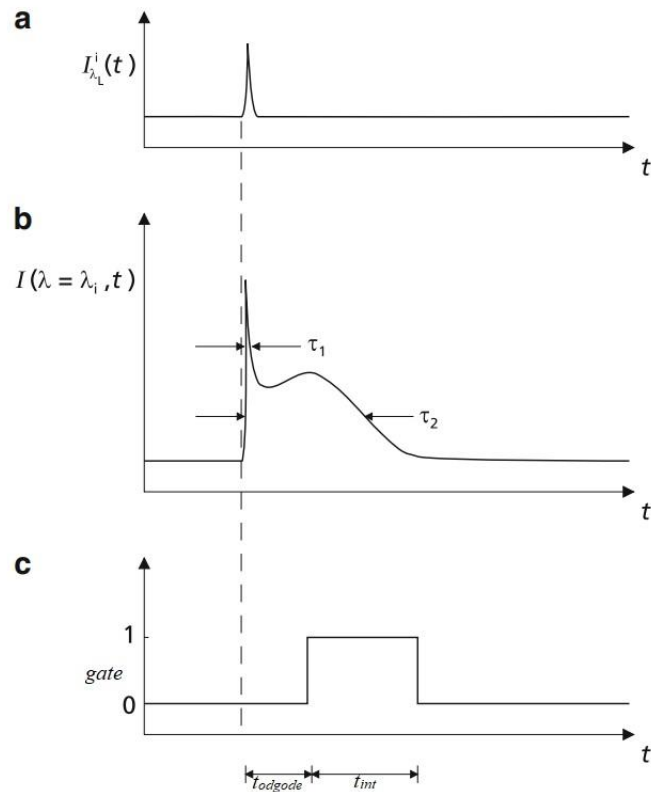 a
I^i_{λ_L}(t)
t
b
I(λ = λ_i ,t)
τ_1
τ_2
t
c
1
gate
0
t
t_odgode t_int